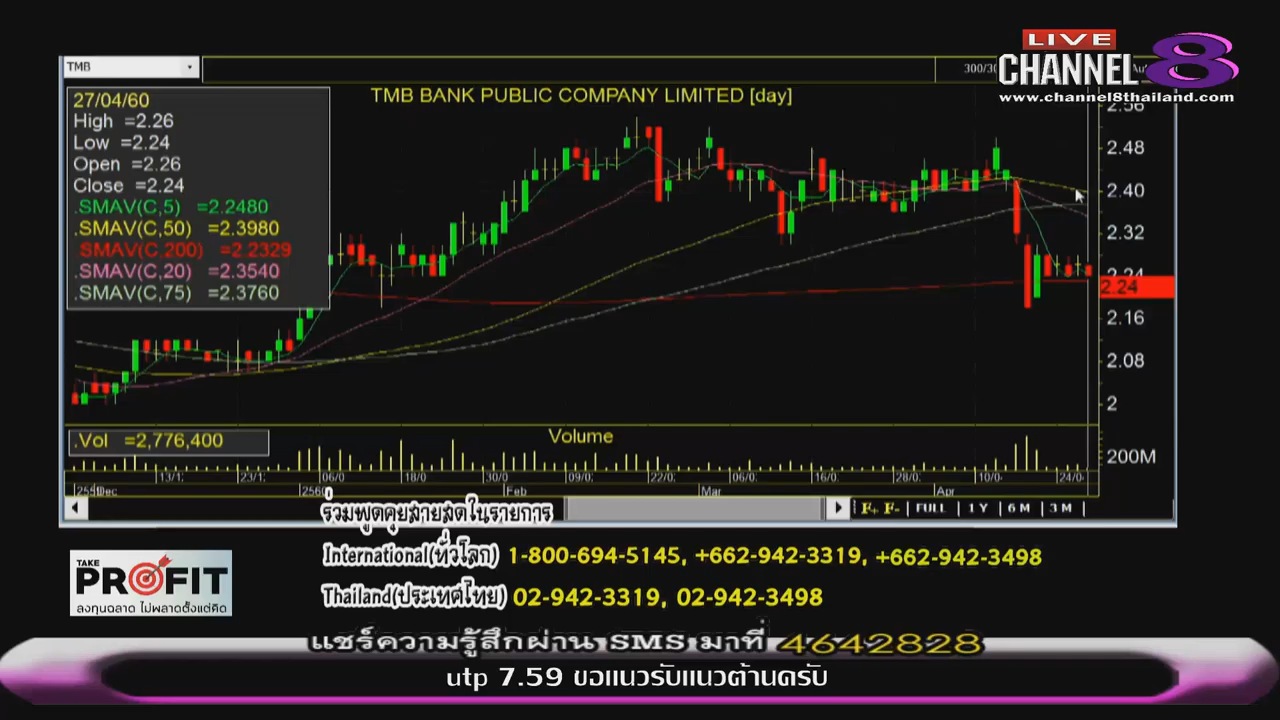 LIVE
CHANNEL 8
www.channel8thailand.com
TMB
TMB BANK PUBLIC COMPANY LIMITED [day]
27/04/60
High =2.26
Low =2.24
Open =2.26
Close =2.24
.SMAV(C,5) =2.2480
.SMAV(C,50) =2.3980
.SMAV(C,200) =2.2329
.SMAV(C,20) =2.3540
.SMAV(C,75) =2.3760
2.56
2.48
2.40
2.32
2.24
2.24
2.16
2.08
2
.Vol =2,776,400
Volume
200M
13/1; 23/1; 06/0 18/0 30/0 09/0; 22/0; 06/0; 16/0; 28/0; 10/0 24/0
Dec 2560 Feb Mar Apr
F+ F- | FULL | 1 Y | 6 M | 3 M |
ร่วมพูดคุยสายสดในรายการ
International(ทั่วโลก) 1-800-694-5145, +662-942-3319, +662-942-3498
Thailand(ประเทศไทย) 02-942-3319, 02-942-3498
TAKE
PROFIT
ลงทุนฉลาด ไม่พลาดตั้งแต่คิด
แชร์ความรู้สึกผ่าน SMS มาที่ 4642828
utp 7.59 ขอแนวรับแนวต้านครับ